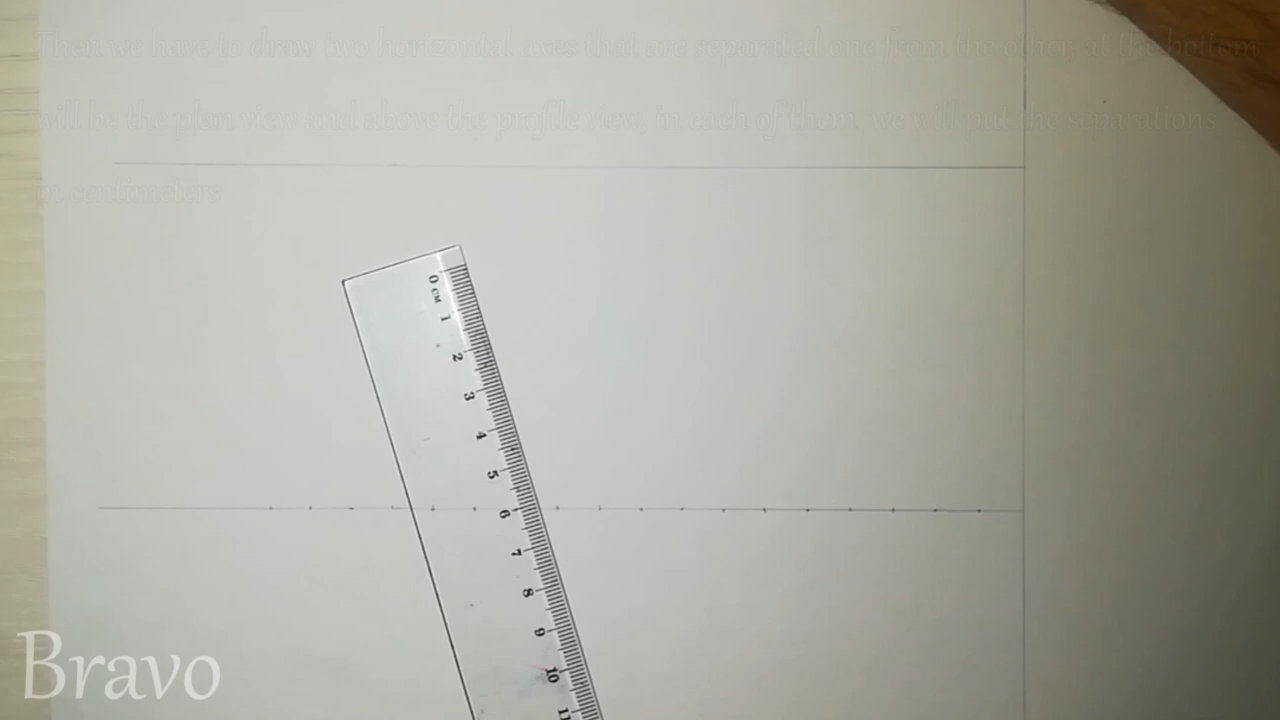 Then we have to draw two horizontal axes that are separated one from the other, at the bottom
will be the plan view and above the profile view, in each of them we will put the separations
in centimeters
0 CM
1
2
3
4
5
6
7
8
9
10
11
Bravo